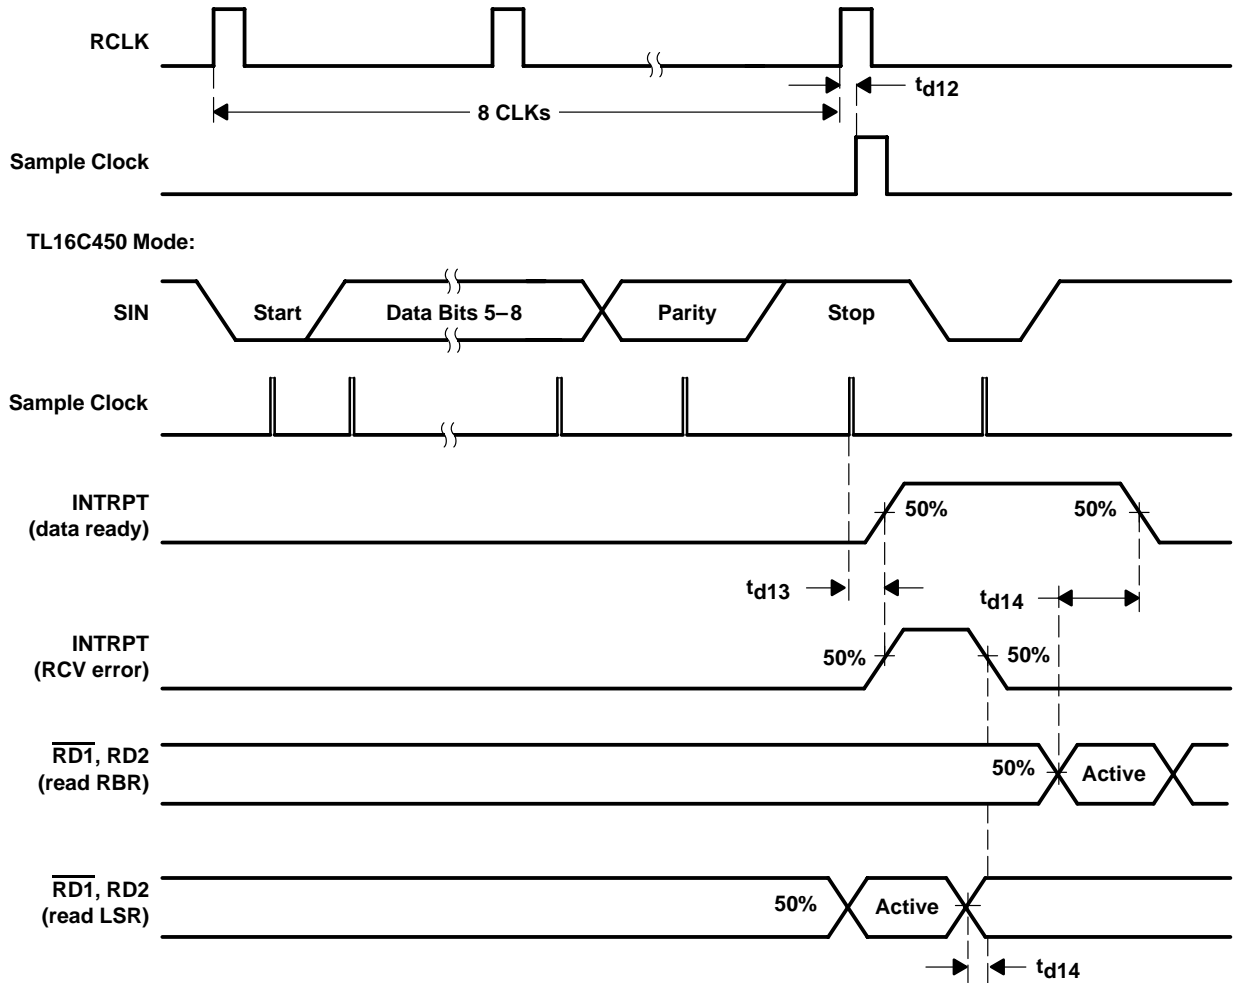 RCLK
td12
8 CLKs
Sample Clock
TL16C450 Mode:
SIN
Start
Data Bits 5–8
Parity
Stop
Sample Clock
INTRPT
(data ready)
50%
50%
td13
td14
INTRPT
(RCV error)
50%
50%
RD1, RD2
(read RBR)
50%
Active
RD1, RD2
(read LSR)
50%
Active
td14